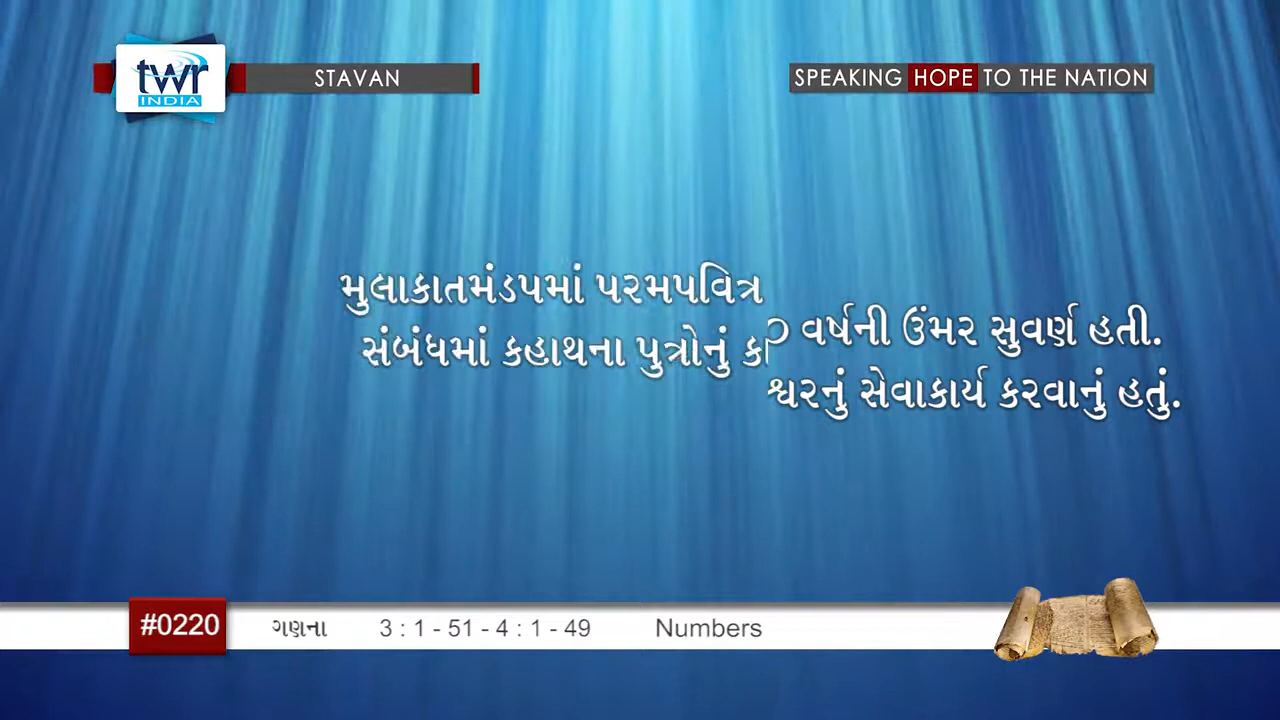 twr
INDIA
STAVAN
SPEAKING HOPE TO THE NATION
મુલાકાતમંડપમાં પરમપવિત્ર
સંબંધમાં કહાથના પુત્રોનું
વર્ષની ઉંમર સુવર્ણ હતી.
સેવાકાર્ય કરવાનું હતું.
#0220 ગણના 3 : 1 - 51 - 4 : 1 - 49 Numbers